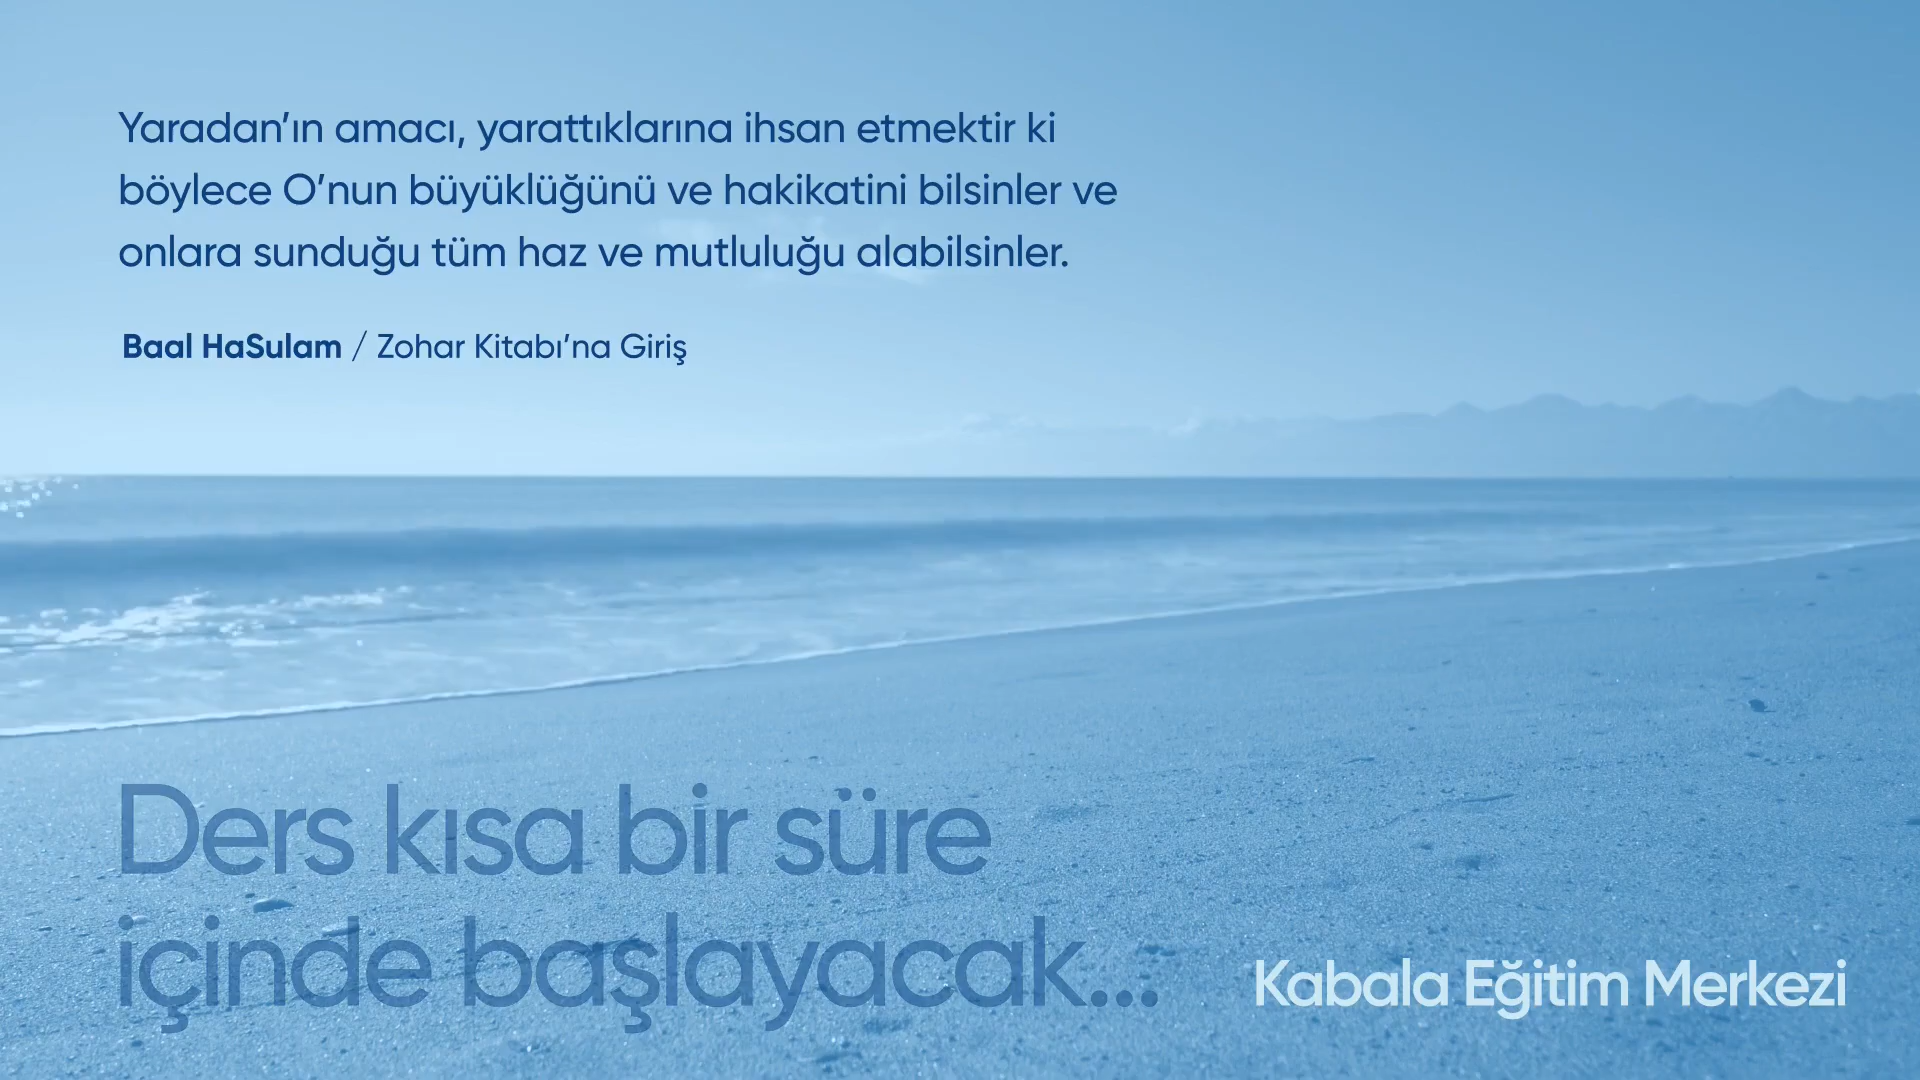 Yaradan’ın amacı, yarattıklarına ihsan etmektir ki
böylece O’nun büyüklüğünü ve hakikatini bilsinler ve
onlara sunduğu tüm haz ve mutluluğu alabilsinler.
Baal HaSulam / Zohar Kitabı’na Giriş
Ders kısa bir süre
içinde başlayacak...
Kabala Eğitim Merkezi